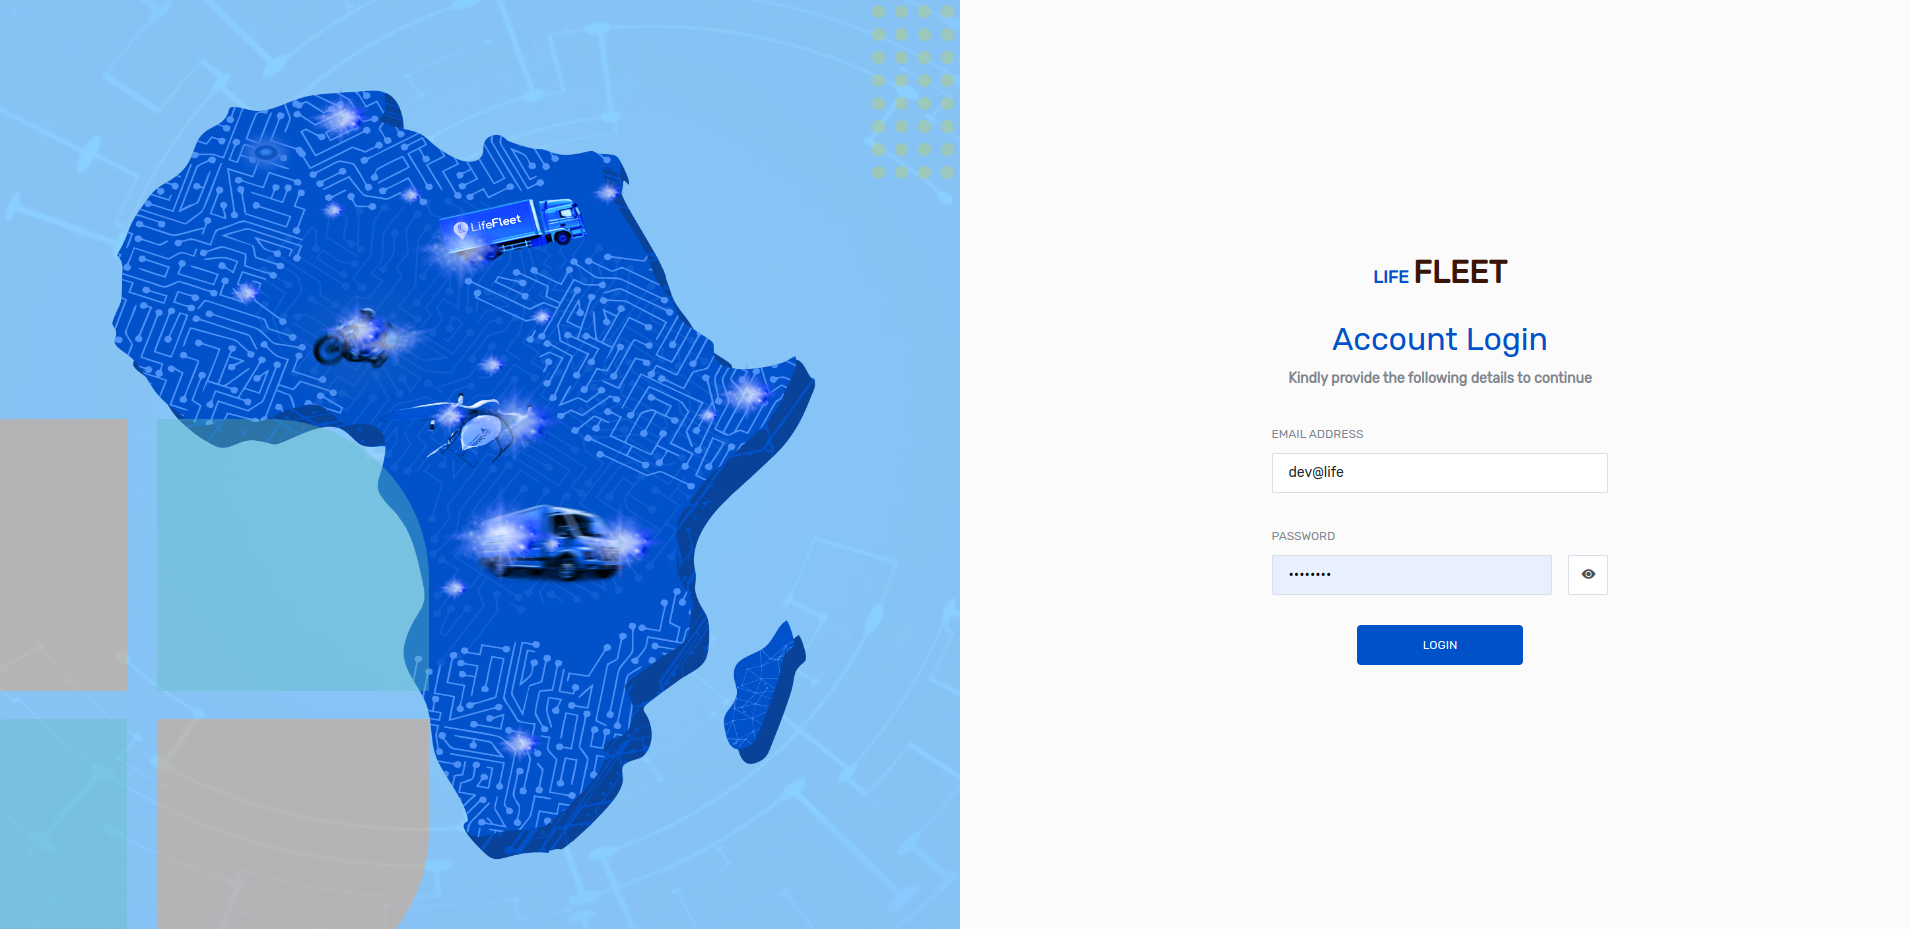 LifeFleet
LIFE FLEET
Account Login
Kindly provide the following details to continue
EMAIL ADDRESS
dev@life
PASSWORD
••••••••
LOGIN